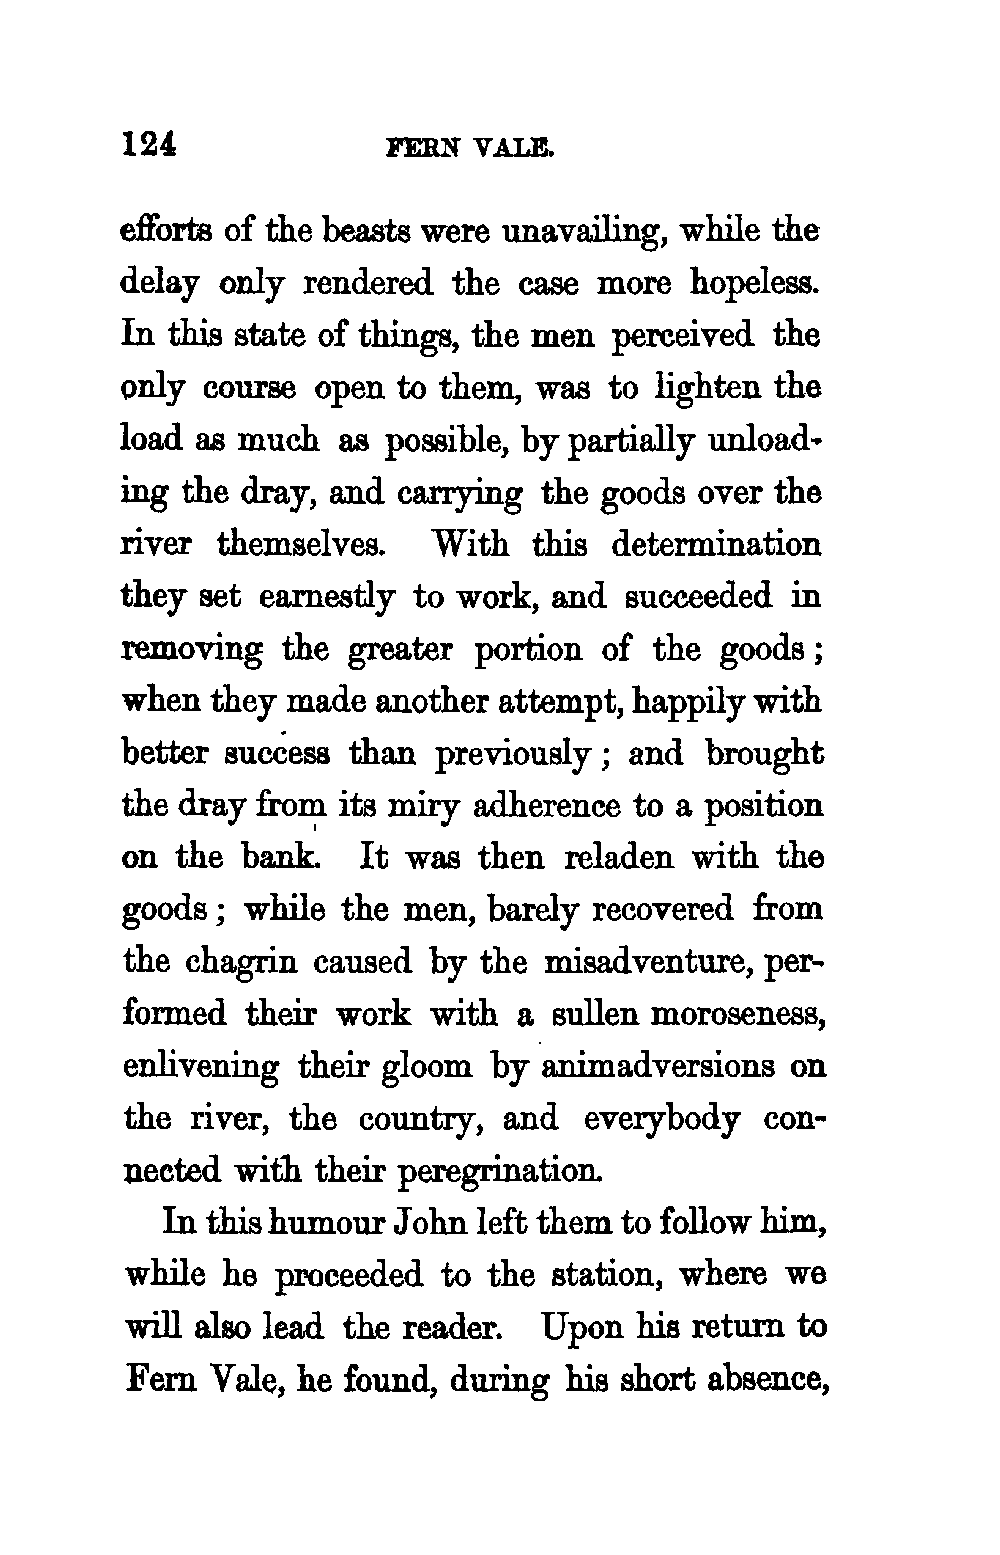 124 FERN VALE.
efforts of the beasts were unavailing, while the
delay only rendered the case more hopeless.
In this state of things, the men perceived the
only course open to them, was to lighten the
load as much as possible, by partially unload-
ing the dray, and carrying the goods over the
river themselves. With this determination
they set earnestly to work, and succeeded in
removing the greater portion of the goods ;
when they made another attempt, happily with
better success than previously ; and brought
the dray from its miry adherence to a position
on the bank. It was then reladen with the
goods ; while the men, barely recovered from
the chagrin caused by the misadventure, per-
formed their work with a sullen moroseness,
enlivening their gloom by animadversions on
the river, the country, and everybody con-
nected with their peregrination.
In this humour John left them to follow him,
while he proceeded to the station, where we
will also lead the reader. Upon his return to
Fern Vale, he found, during his short absence,